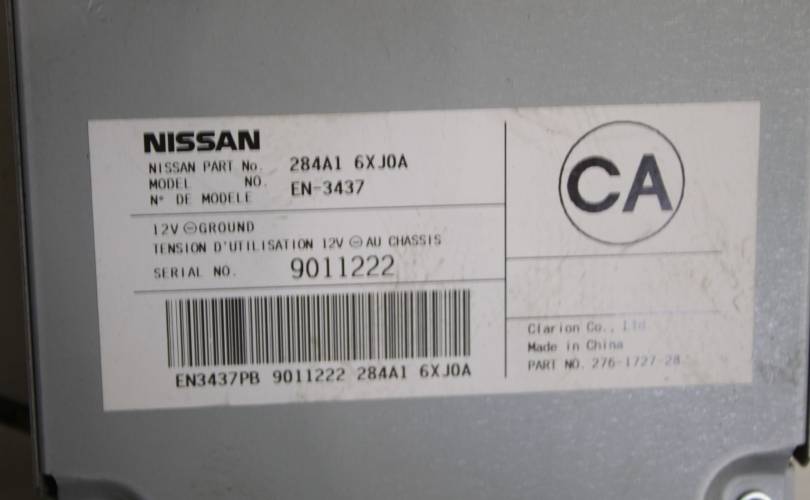 NISSAN
NISSAN PART No. 284A1 6XJ0A
MODEL NO.
N° DE MODELE EN-3437
12V ⊖ GROUND
TENSION D'UTILISATION 12V ⊖ AU CHASSIS
SERIAL NO. 9011222
EN3437PB 9011222 284A1 6XJ0A
CA
Clarion Co., Ltd
Made in China
PART NO. 276-1727-28